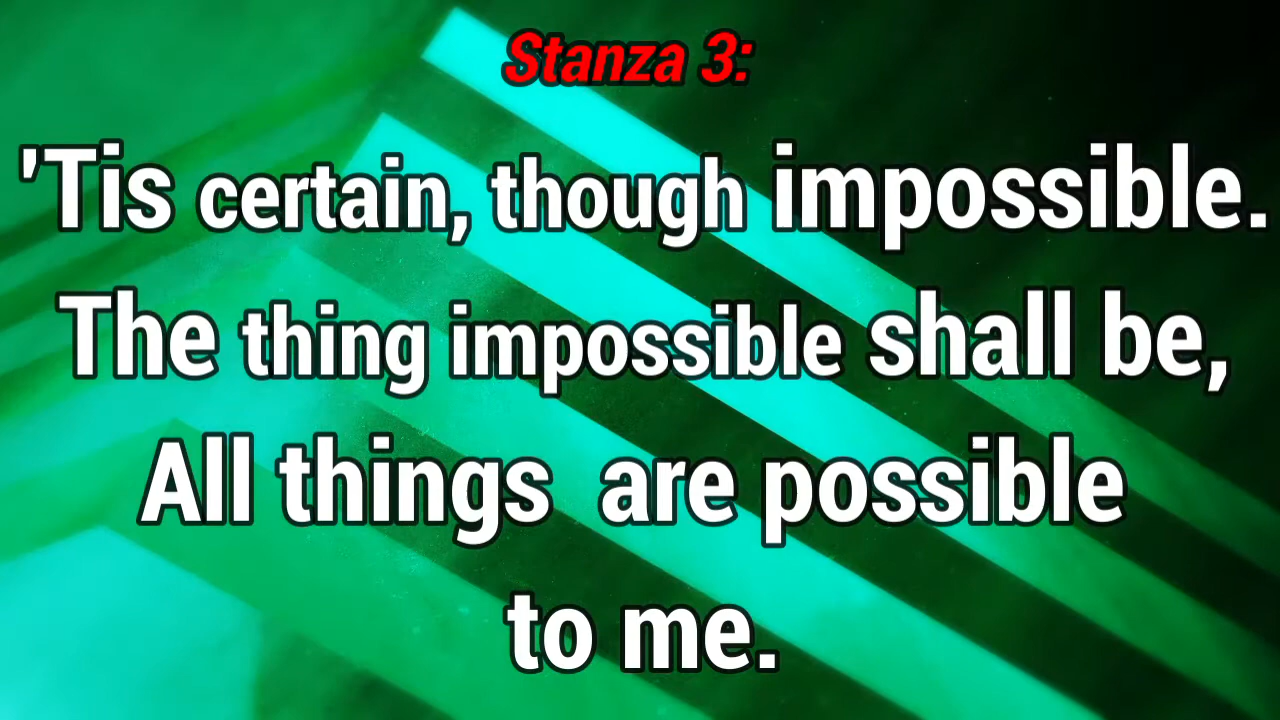 Stanza 3:
'Tis certain, though impossible.
The thing impossible shall be,
All things are possible
to me.